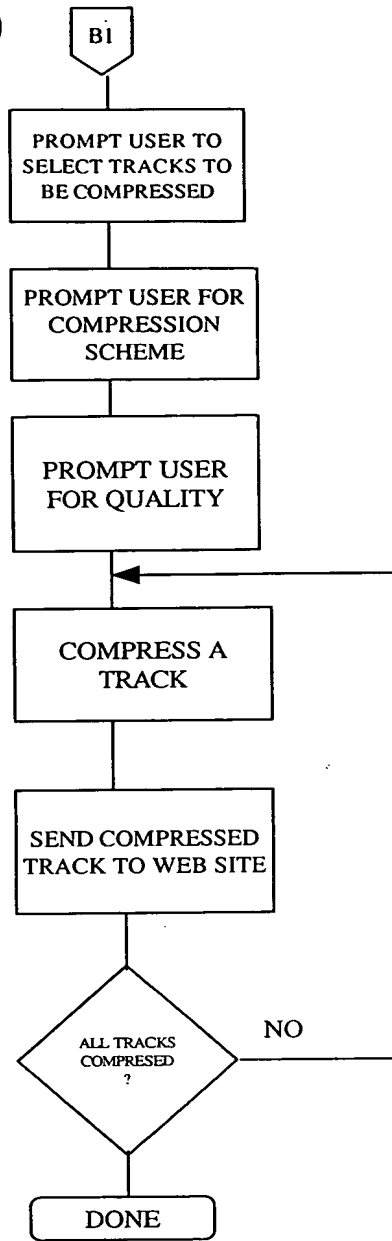 B1
PROMPT USER TO
SELECT TRACKS TO
BE COMPRESSED
PROMPT USER FOR
COMPRESSION
SCHEME
PROMPT USER
FOR QUALITY
COMPRESS A
TRACK
SEND COMPRESSED
TRACK TO WEB SITE
ALL TRACKS
COMPRESED
?
NO
DONE